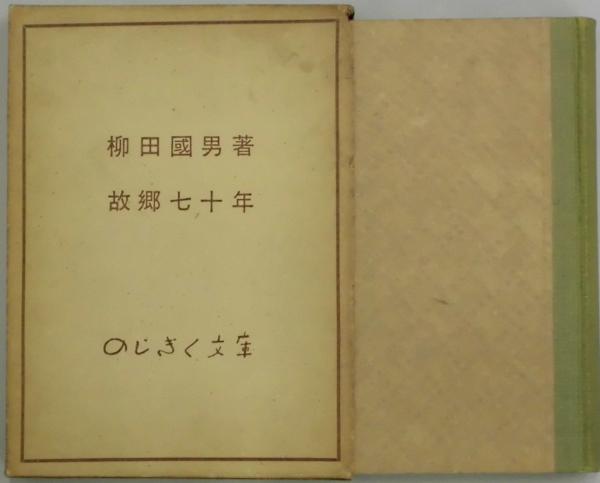 柳田國男著
故郷七十年
のじぎく文庫